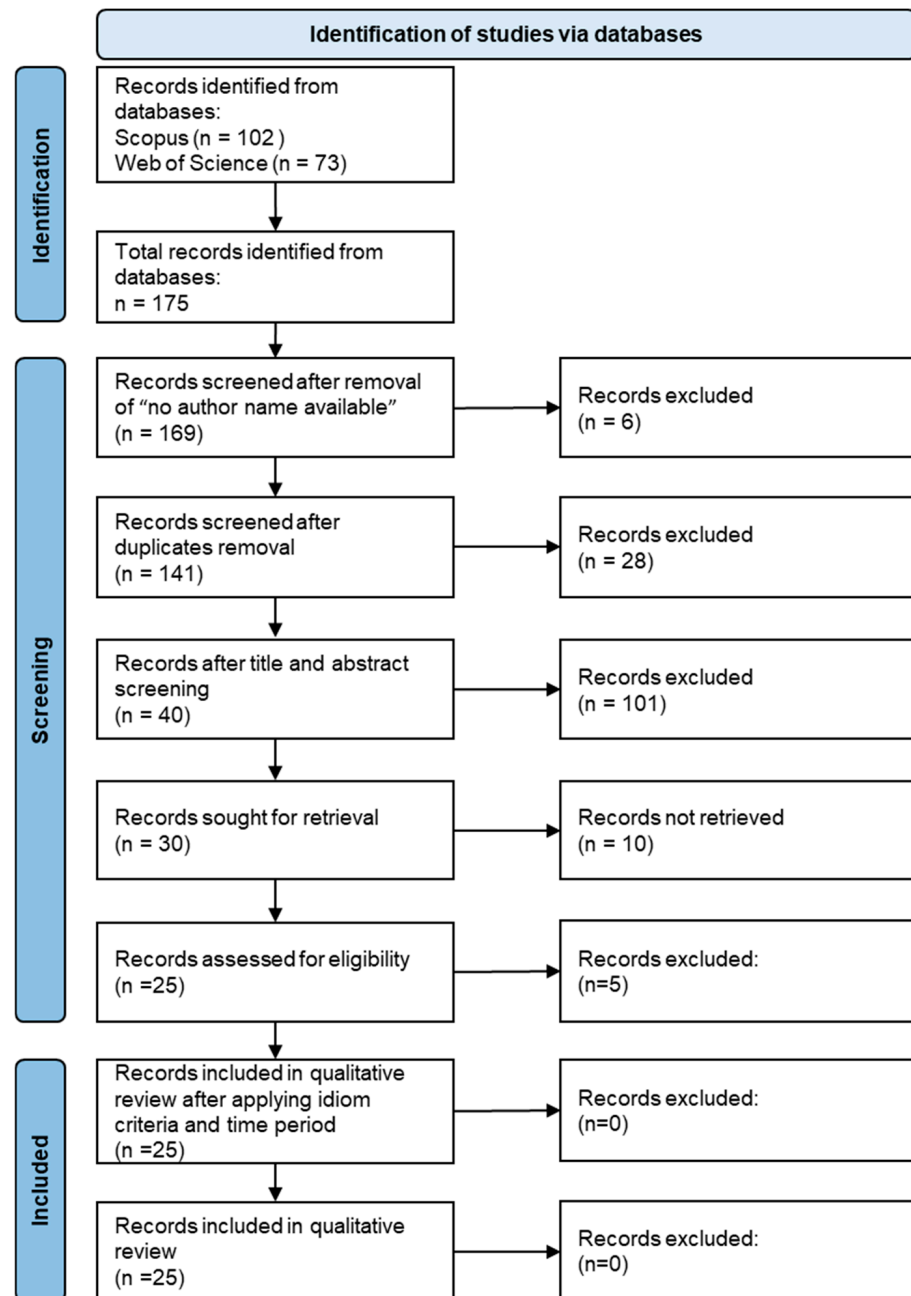 Identification of studies via databases
Identification
Records identified from
databases:
Scopus (n = 102 )
Web of Science (n = 73)
Total records identified from
databases:
n = 175
Screening
Records screened after removal
of “no author name available”
(n = 169)
Records excluded
(n = 6)
Records screened after
duplicates removal
(n = 141)
Records excluded
(n = 28)
Records after title and abstract
screening
(n = 40)
Records excluded
(n = 101)
Records sought for retrieval
(n = 30)
Records not retrieved
(n = 10)
Records assessed for eligibility
(n =25)
Records excluded:
(n=5)
Included
Records included in qualitative
review after applying idiom
criteria and time period
(n =25)
Records excluded:
(n=0)
Records included in qualitative
review
(n =25)
Records excluded:
(n=0)